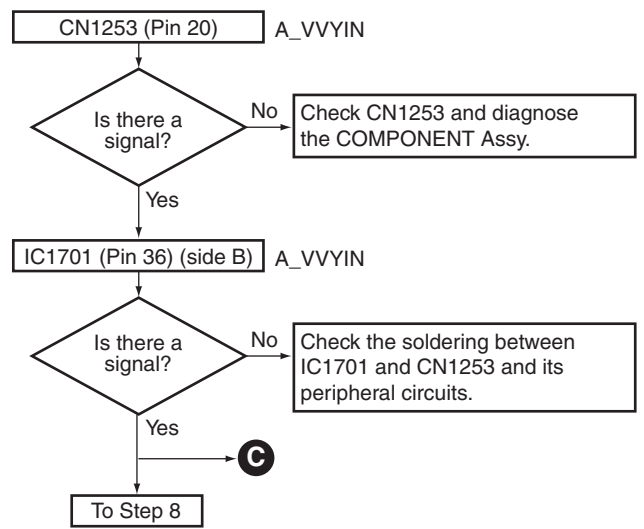 CN1253 (Pin 20)
A_VVYIN
Is there a
signal?
No
Check CN1253 and diagnose
the COMPONENT Assy.
Yes
IC1701 (Pin 36) (side B)
A_VVYIN
Is there a
signal?
No
Check the soldering between
IC1701 and CN1253 and its
peripheral circuits.
Yes
C
To Step 8